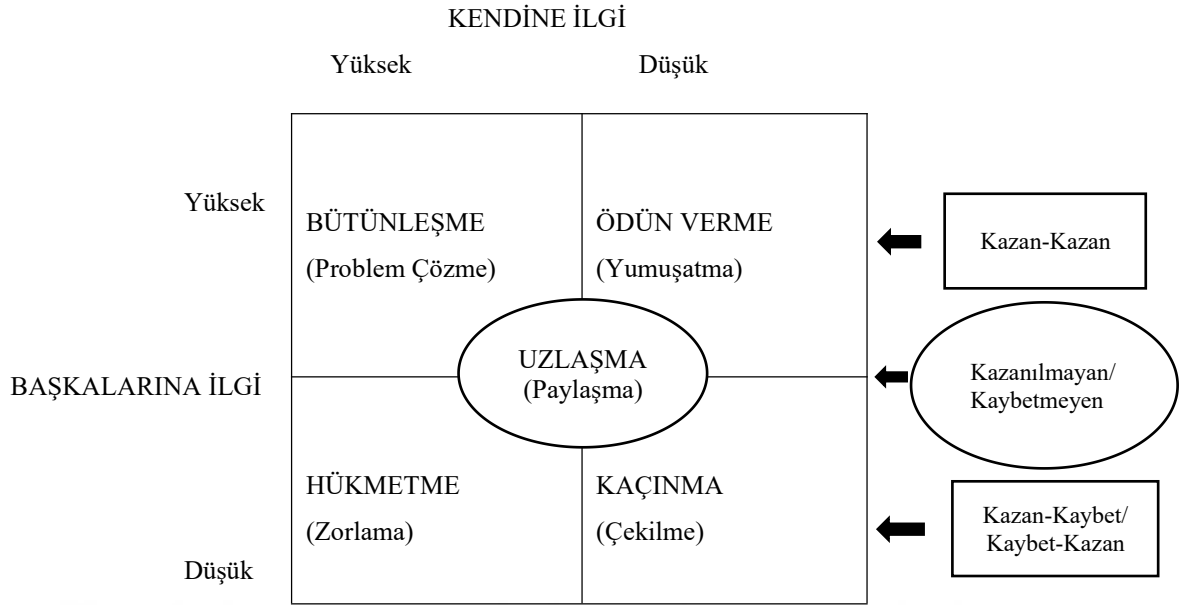 KENDİNE İLGİ
Yüksek Düşük
Yüksek
BÜTÜNLEŞME
(Problem Çözme)
ÖDÜN VERME
(Yumuşatma)
Kazan-Kazan
BAŞKALARINA İLGİ
UZLAŞMA
(Paylaşma)
Kazanılmayan/
Kaybetmeyen
HÜKMETME
(Zorlama)
KAÇINMA
(Çekilme)
Kazan-Kaybet/
Kaybet-Kazan
Düşük